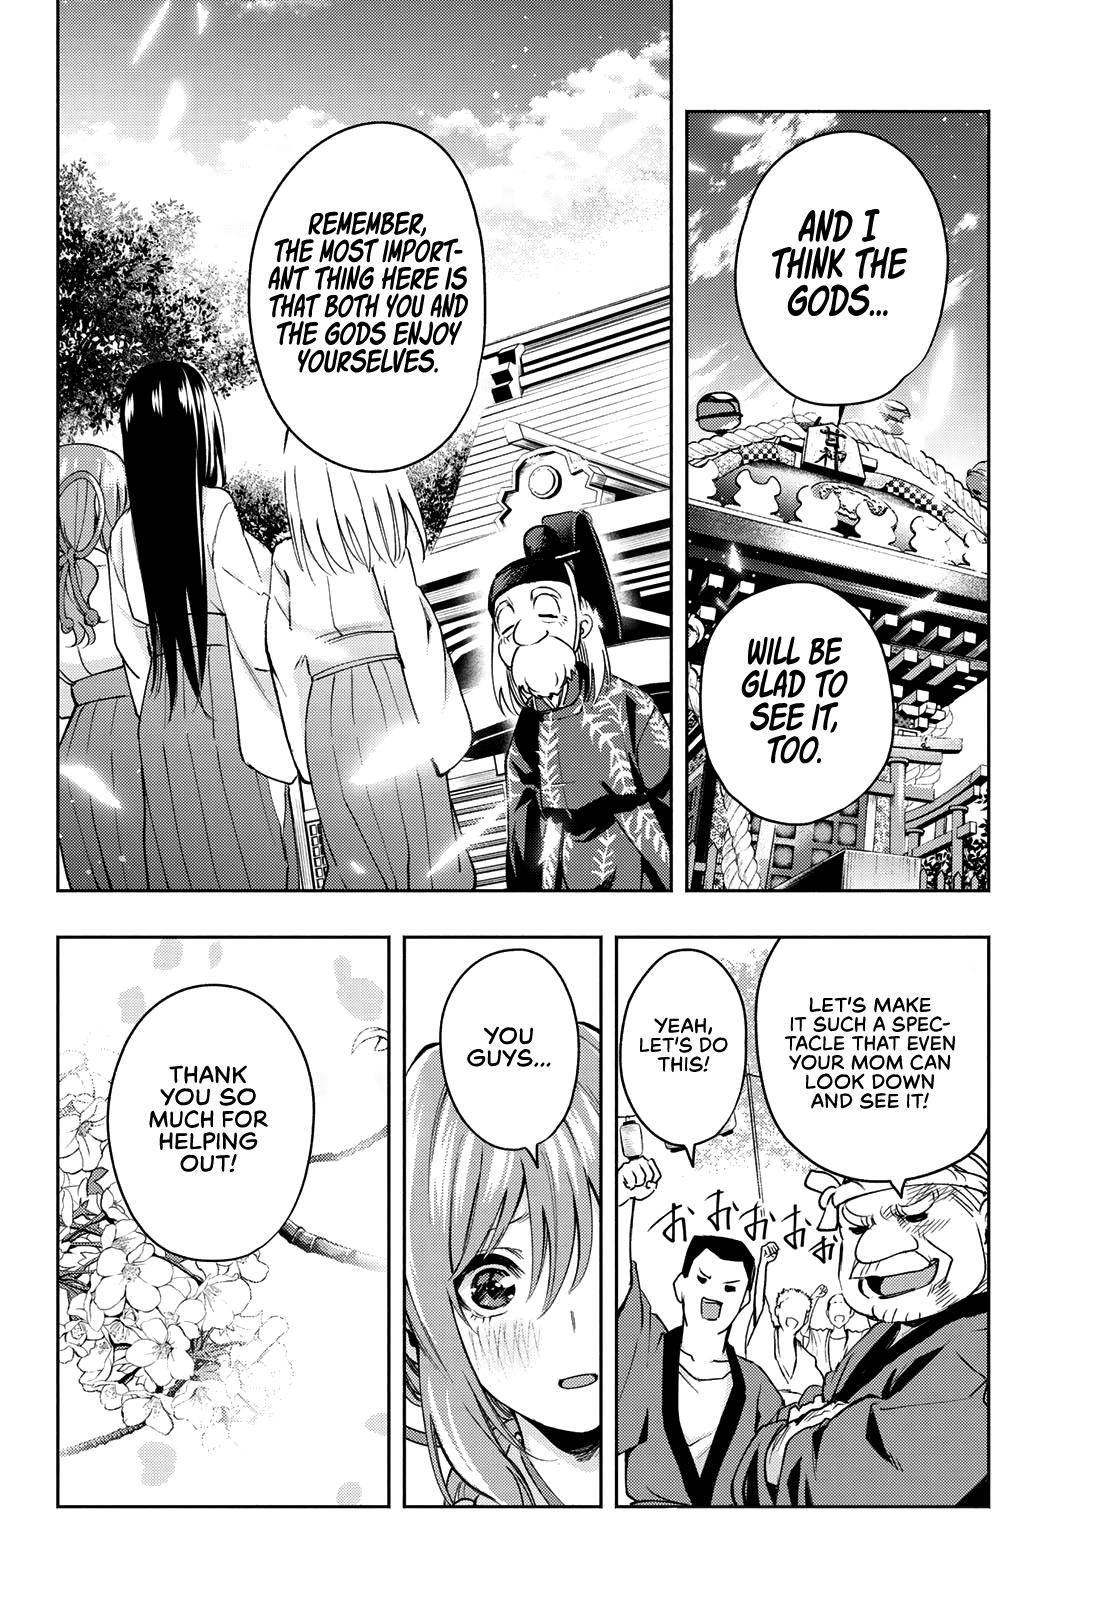 AND I
THINK THE
GODS...
WILL BE
GLAD TO
SEE IT,
TOO.
REMEMBER,
THE MOST IMPORT-
ANT THING HERE IS
THAT BOTH YOU AND
THE GODS ENJOY
YOURSELVES.
LET'S MAKE
IT SUCH A SPEC-
TACLE THAT EVEN
YOUR MOM CAN
LOOK DOWN
AND SEE IT!
YEAH,
LET'S DO
THIS!
おおおおおぉ
YOU
GUYS...
THANK
YOU SO
MUCH FOR
HELPING
OUT!